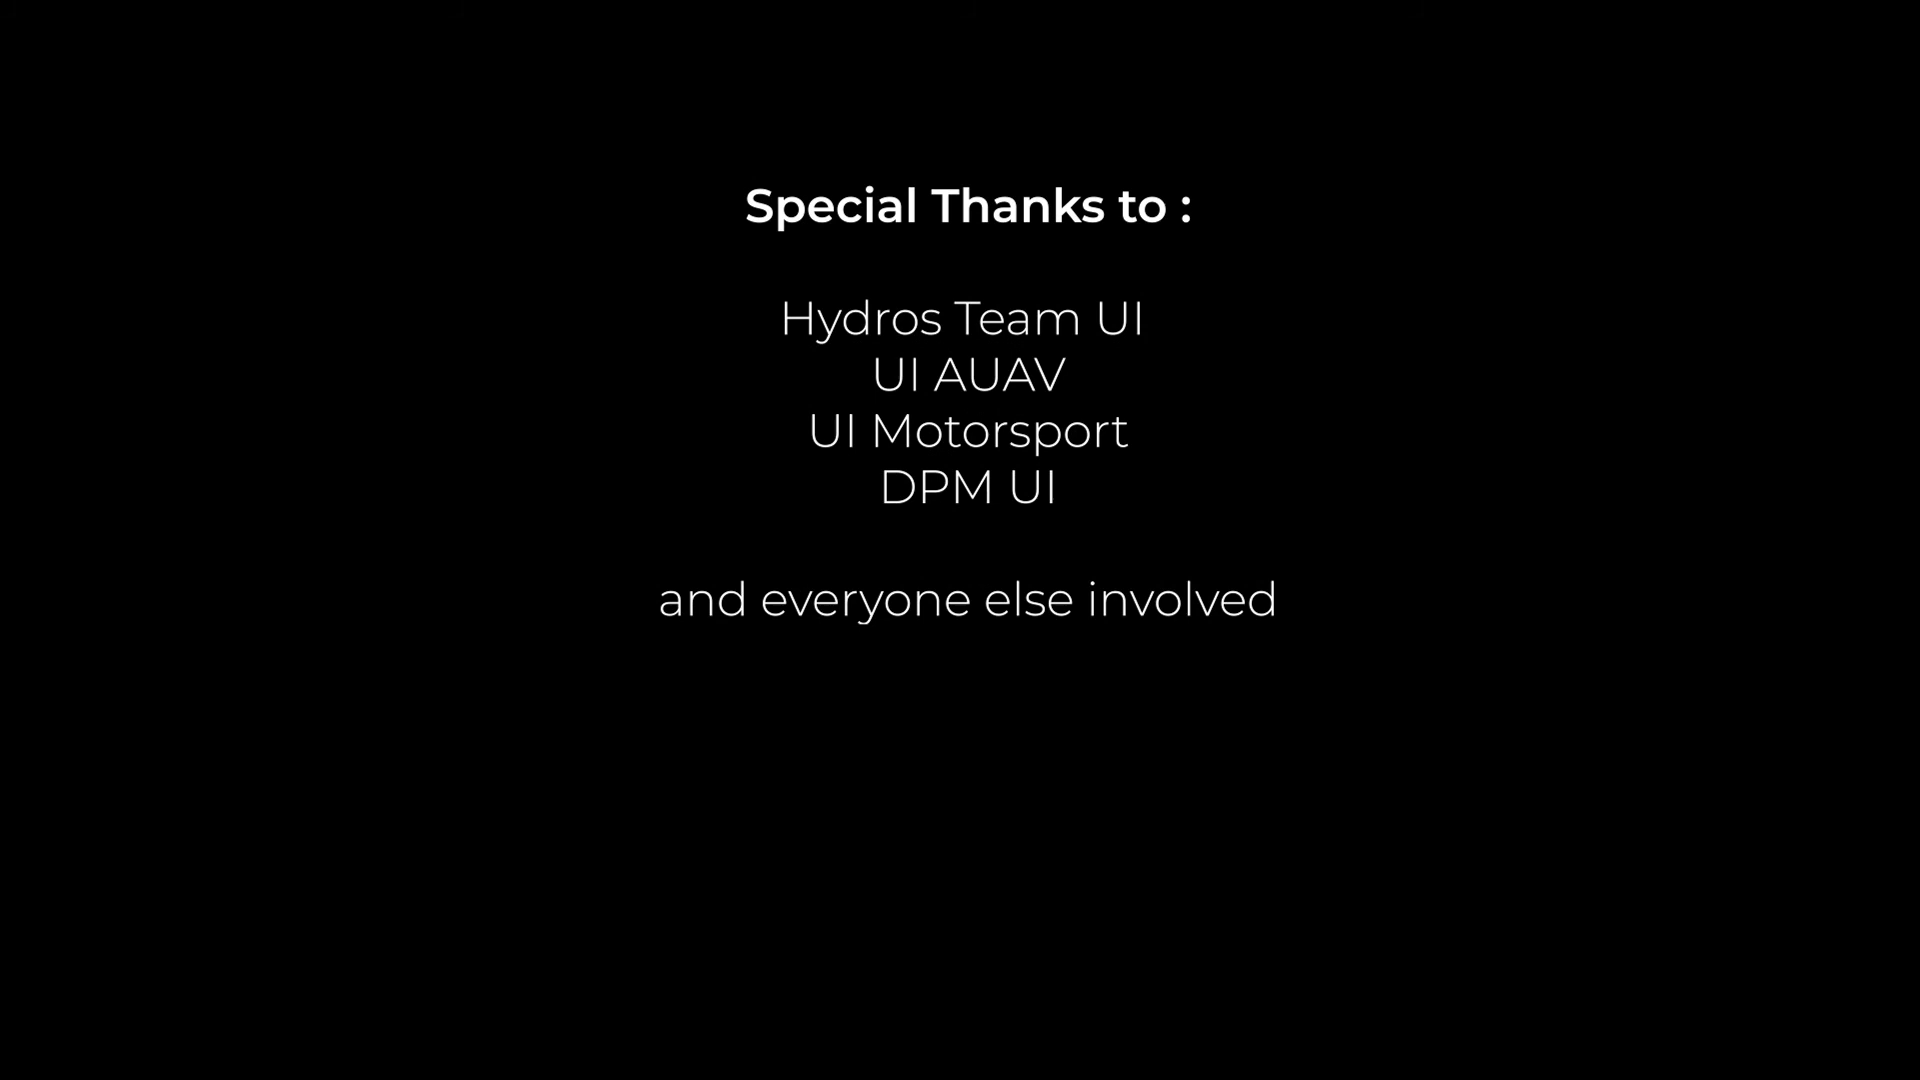 Special Thanks to :
Hydros Team UI
UI AUAV
UI Motorsport
DPM UI
and everyone else involved